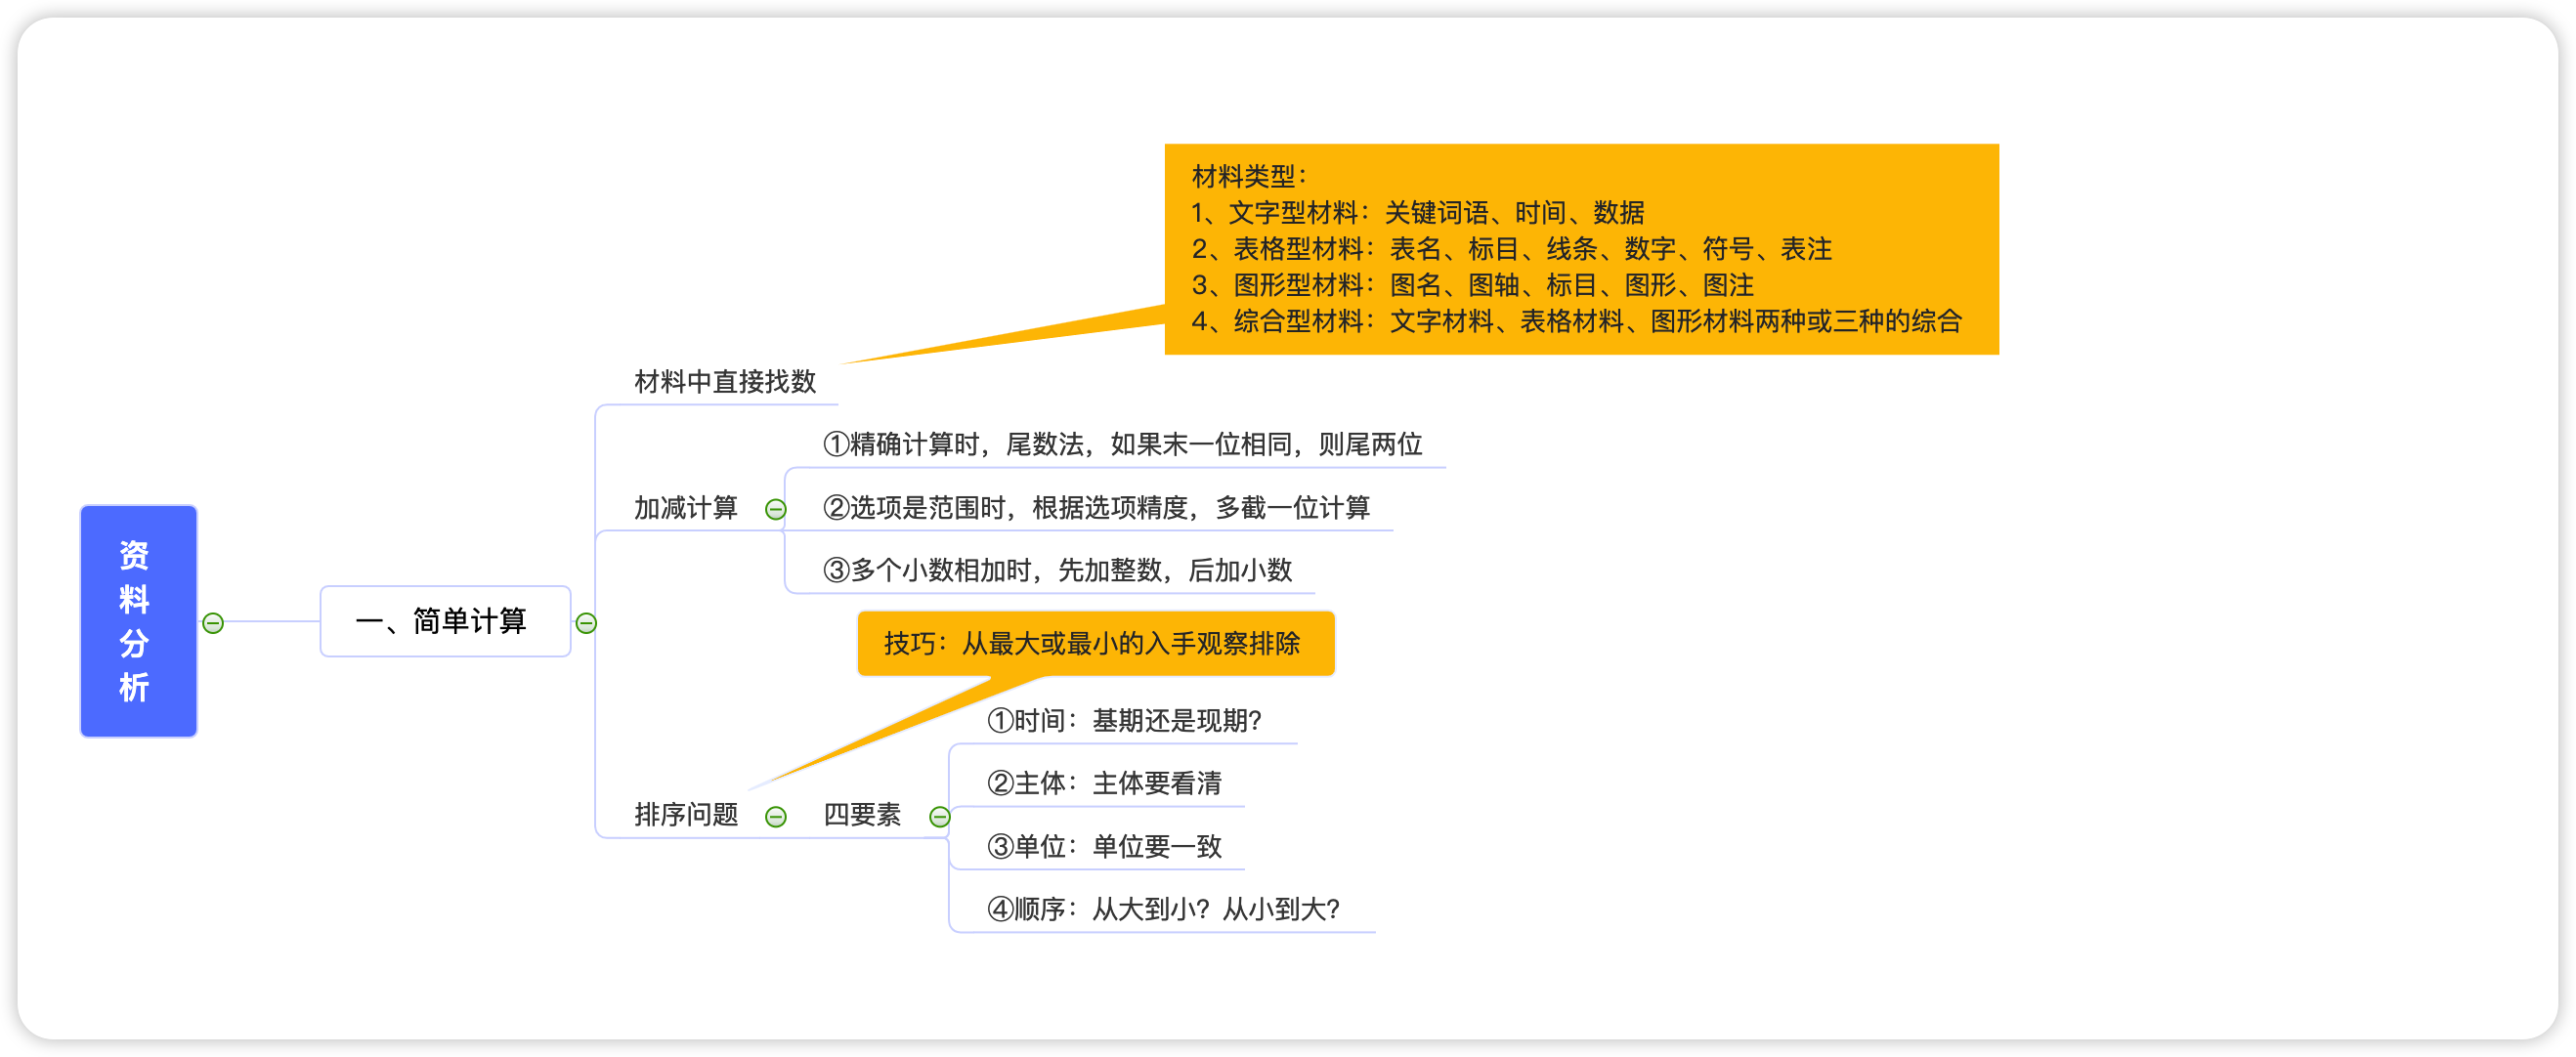 资
料
分
析
一、简单计算
材料中直接找数
材料类型：
1、文字型材料：关键词语、时间、数据
2、表格型材料：表名、标目、线条、数字、符号、表注
3、图形型材料：图名、图轴、标目、图形、图注
4、综合型材料：文字材料、表格材料、图形材料两种或三种的综合
加减计算
①精确计算时，尾数法，如果末一位相同，则尾两位
②选项是范围时，根据选项精度，多截一位计算
③多个小数相加时，先加整数，后加小数
排序问题
技巧：从最大或最小的入手观察排除
四要素
①时间：基期还是现期？
②主体：主体要看清
③单位：单位要一致
④顺序：从大到小？从小到大？